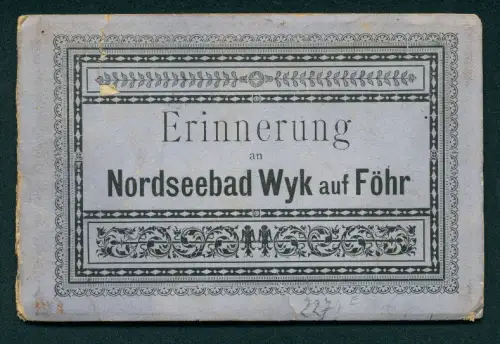 Erinnerung
an
Nordseebad Wyk auf Föhr